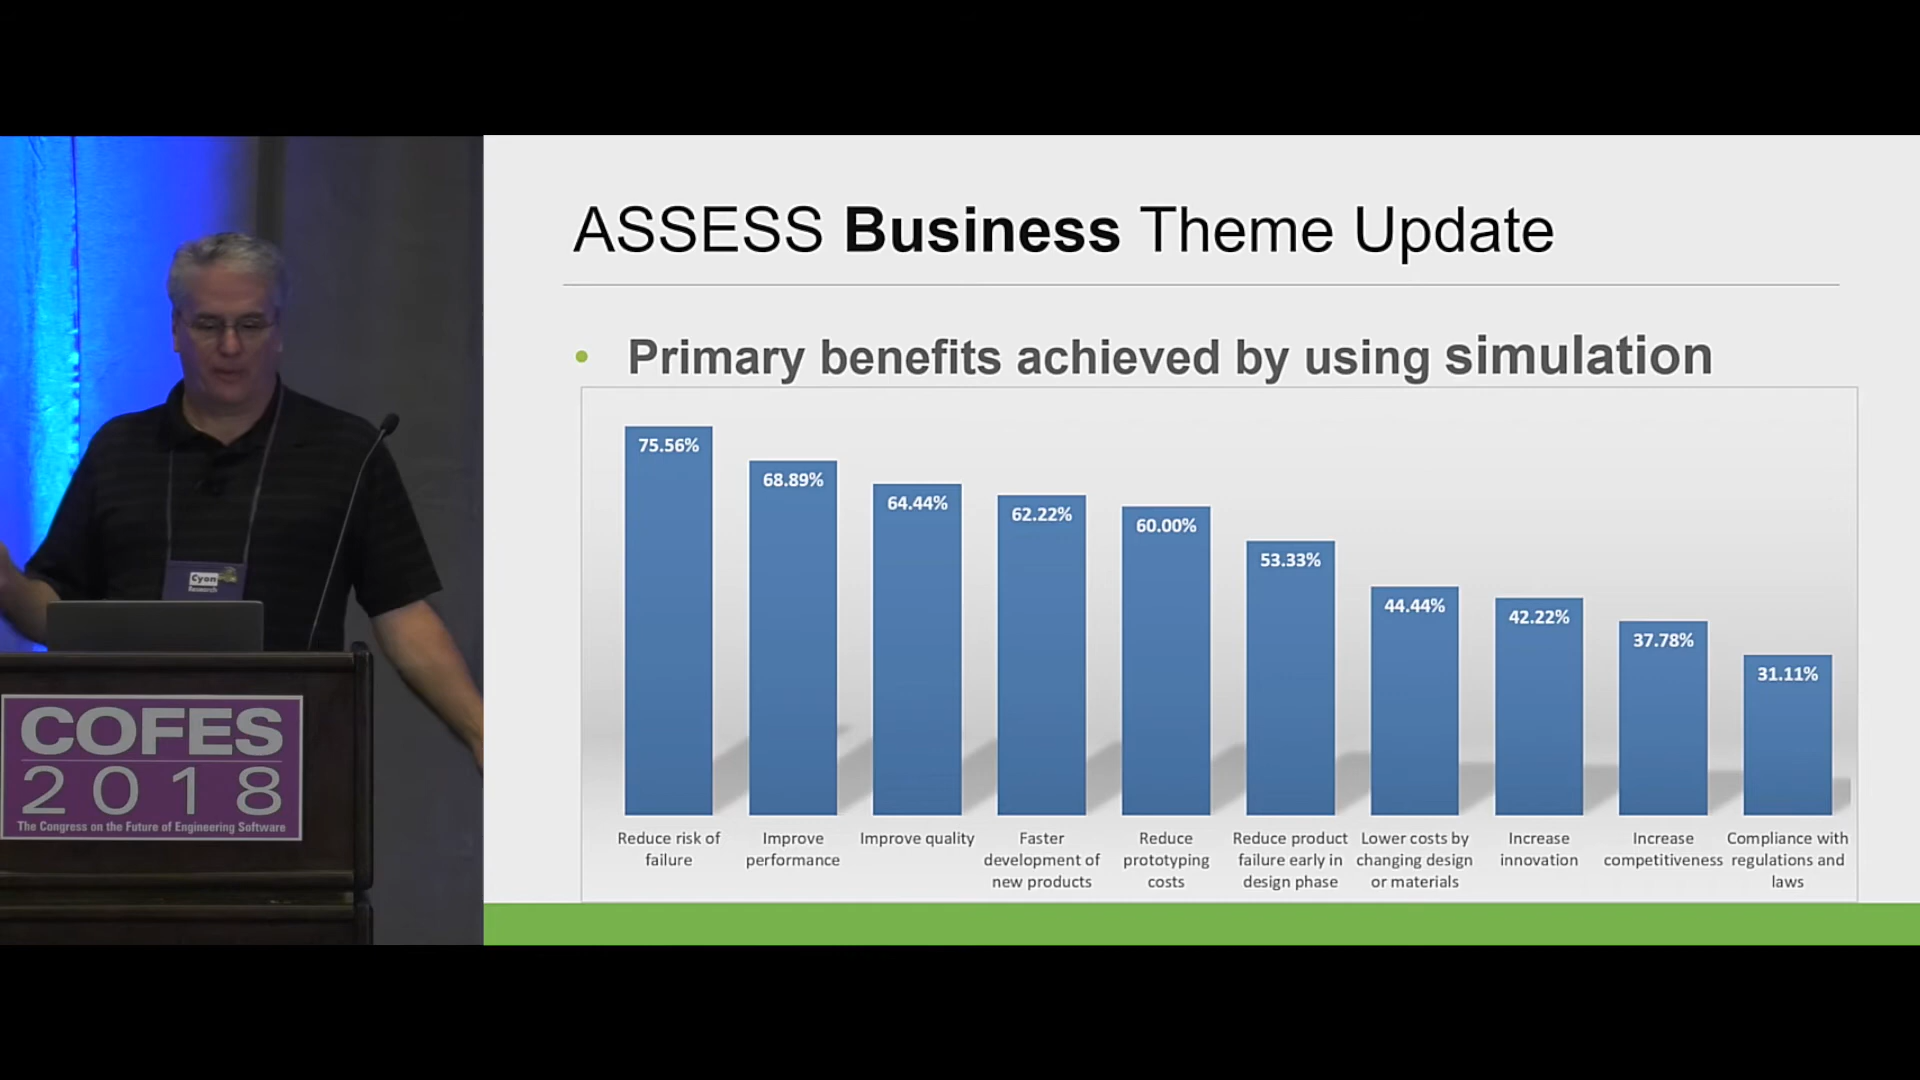 ASSESS Business Theme Update
• Primary benefits achieved by using simulation
75.56%
68.89%
64.44%
62.22%
60.00%
53.33%
44.44%
42.22%
37.78%
31.11%
Reduce risk of
failure
Improve
performance
Improve quality
Faster
development of
new products
Reduce
prototyping
costs
Reduce product
failure early in
design phase
Lower costs by
changing design
or materials
Increase
innovation
Increase
competitiveness
Compliance with
regulations and
laws
Cyon
Research
COFES
2018
The Congress on the Future of Engineering Software